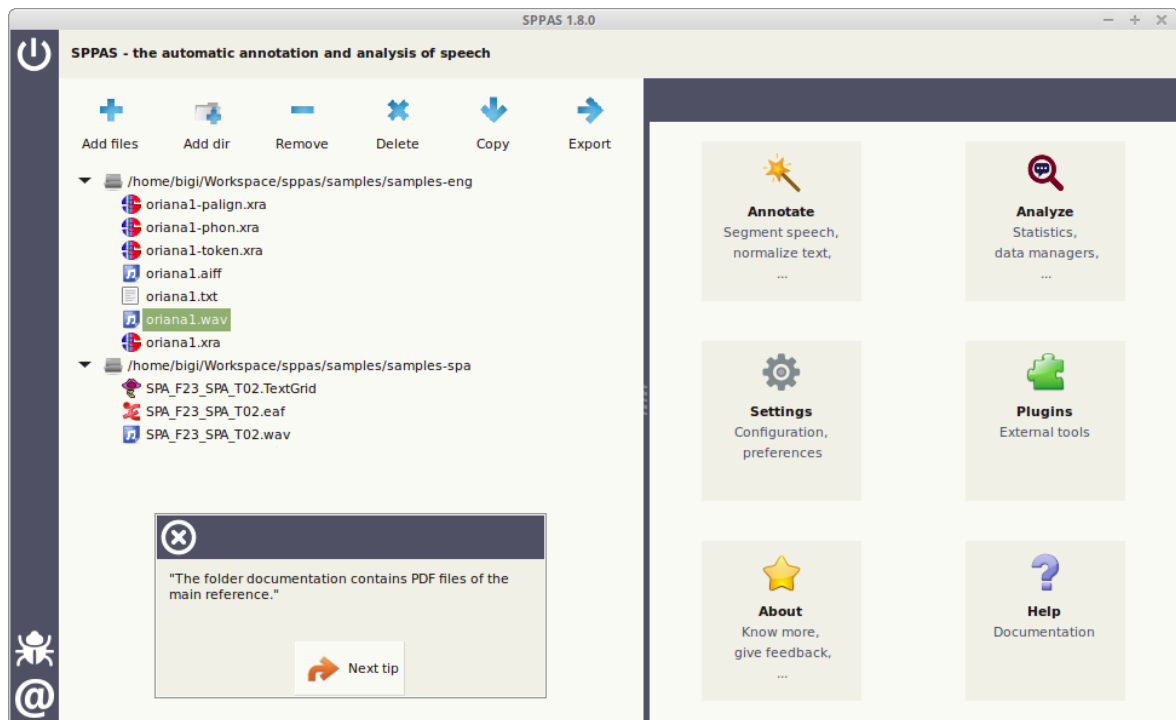 SPPAS 1.8.0
SPPAS - the automatic annotation and analysis of speech
Add files
Add dir
Remove
Delete
Copy
Export
/home/bigi/Workspace/sppas/samples/samples-eng
oriana1-palign.xra
oriana1-phon.xra
oriana1-token.xra
oriana1.aiff
oriana1.txt
oriana1.wav
oriana1.xra
/home/bigi/Workspace/sppas/samples/samples-spa
SPA_F23_SPA_T02.TextGrid
SPA_F23_SPA_T02.eaf
SPA_F23_SPA_T02.wav
"The folder documentation contains PDF files of the
main reference."
Next tip
@
Annotate
Segment speech,
normalize text,
...
Analyze
Statistics,
data managers,
...
Settings
Configuration,
preferences
Plugins
External tools
About
Know more,
give feedback,
...
Help
Documentation